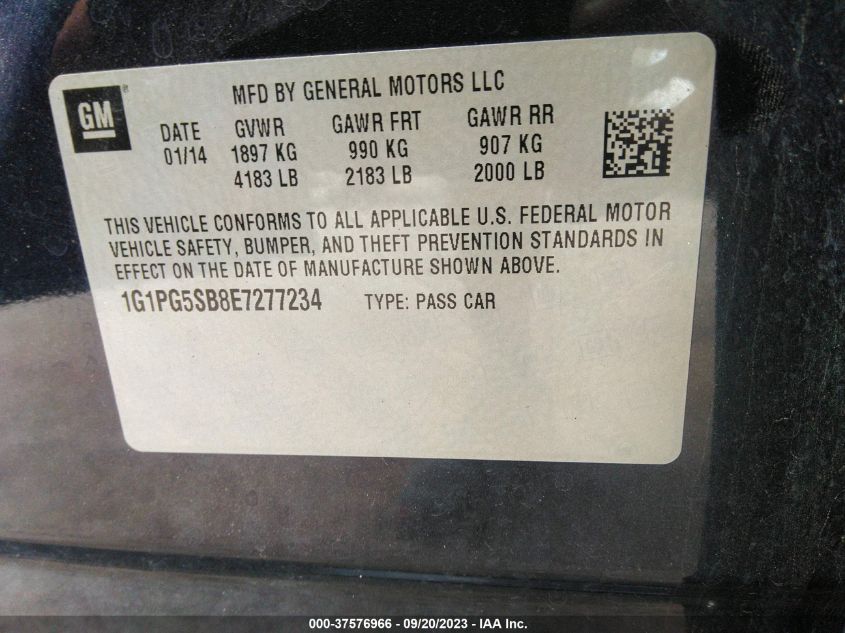 GM ®
MFD BY GENERAL MOTORS LLC
DATE GVWR GAWR FRT GAWR RR
01/14 1897 KG 990 KG 907 KG
4183 LB 2183 LB 2000 LB
THIS VEHICLE CONFORMS TO ALL APPLICABLE U.S. FEDERAL MOTOR
VEHICLE SAFETY, BUMPER, AND THEFT PREVENTION STANDARDS IN
EFFECT ON THE DATE OF MANUFACTURE SHOWN ABOVE.
1G1PG5SB8E7277234 TYPE: PASS CAR
000-37576966 - 09/20/2023 - IAA Inc.